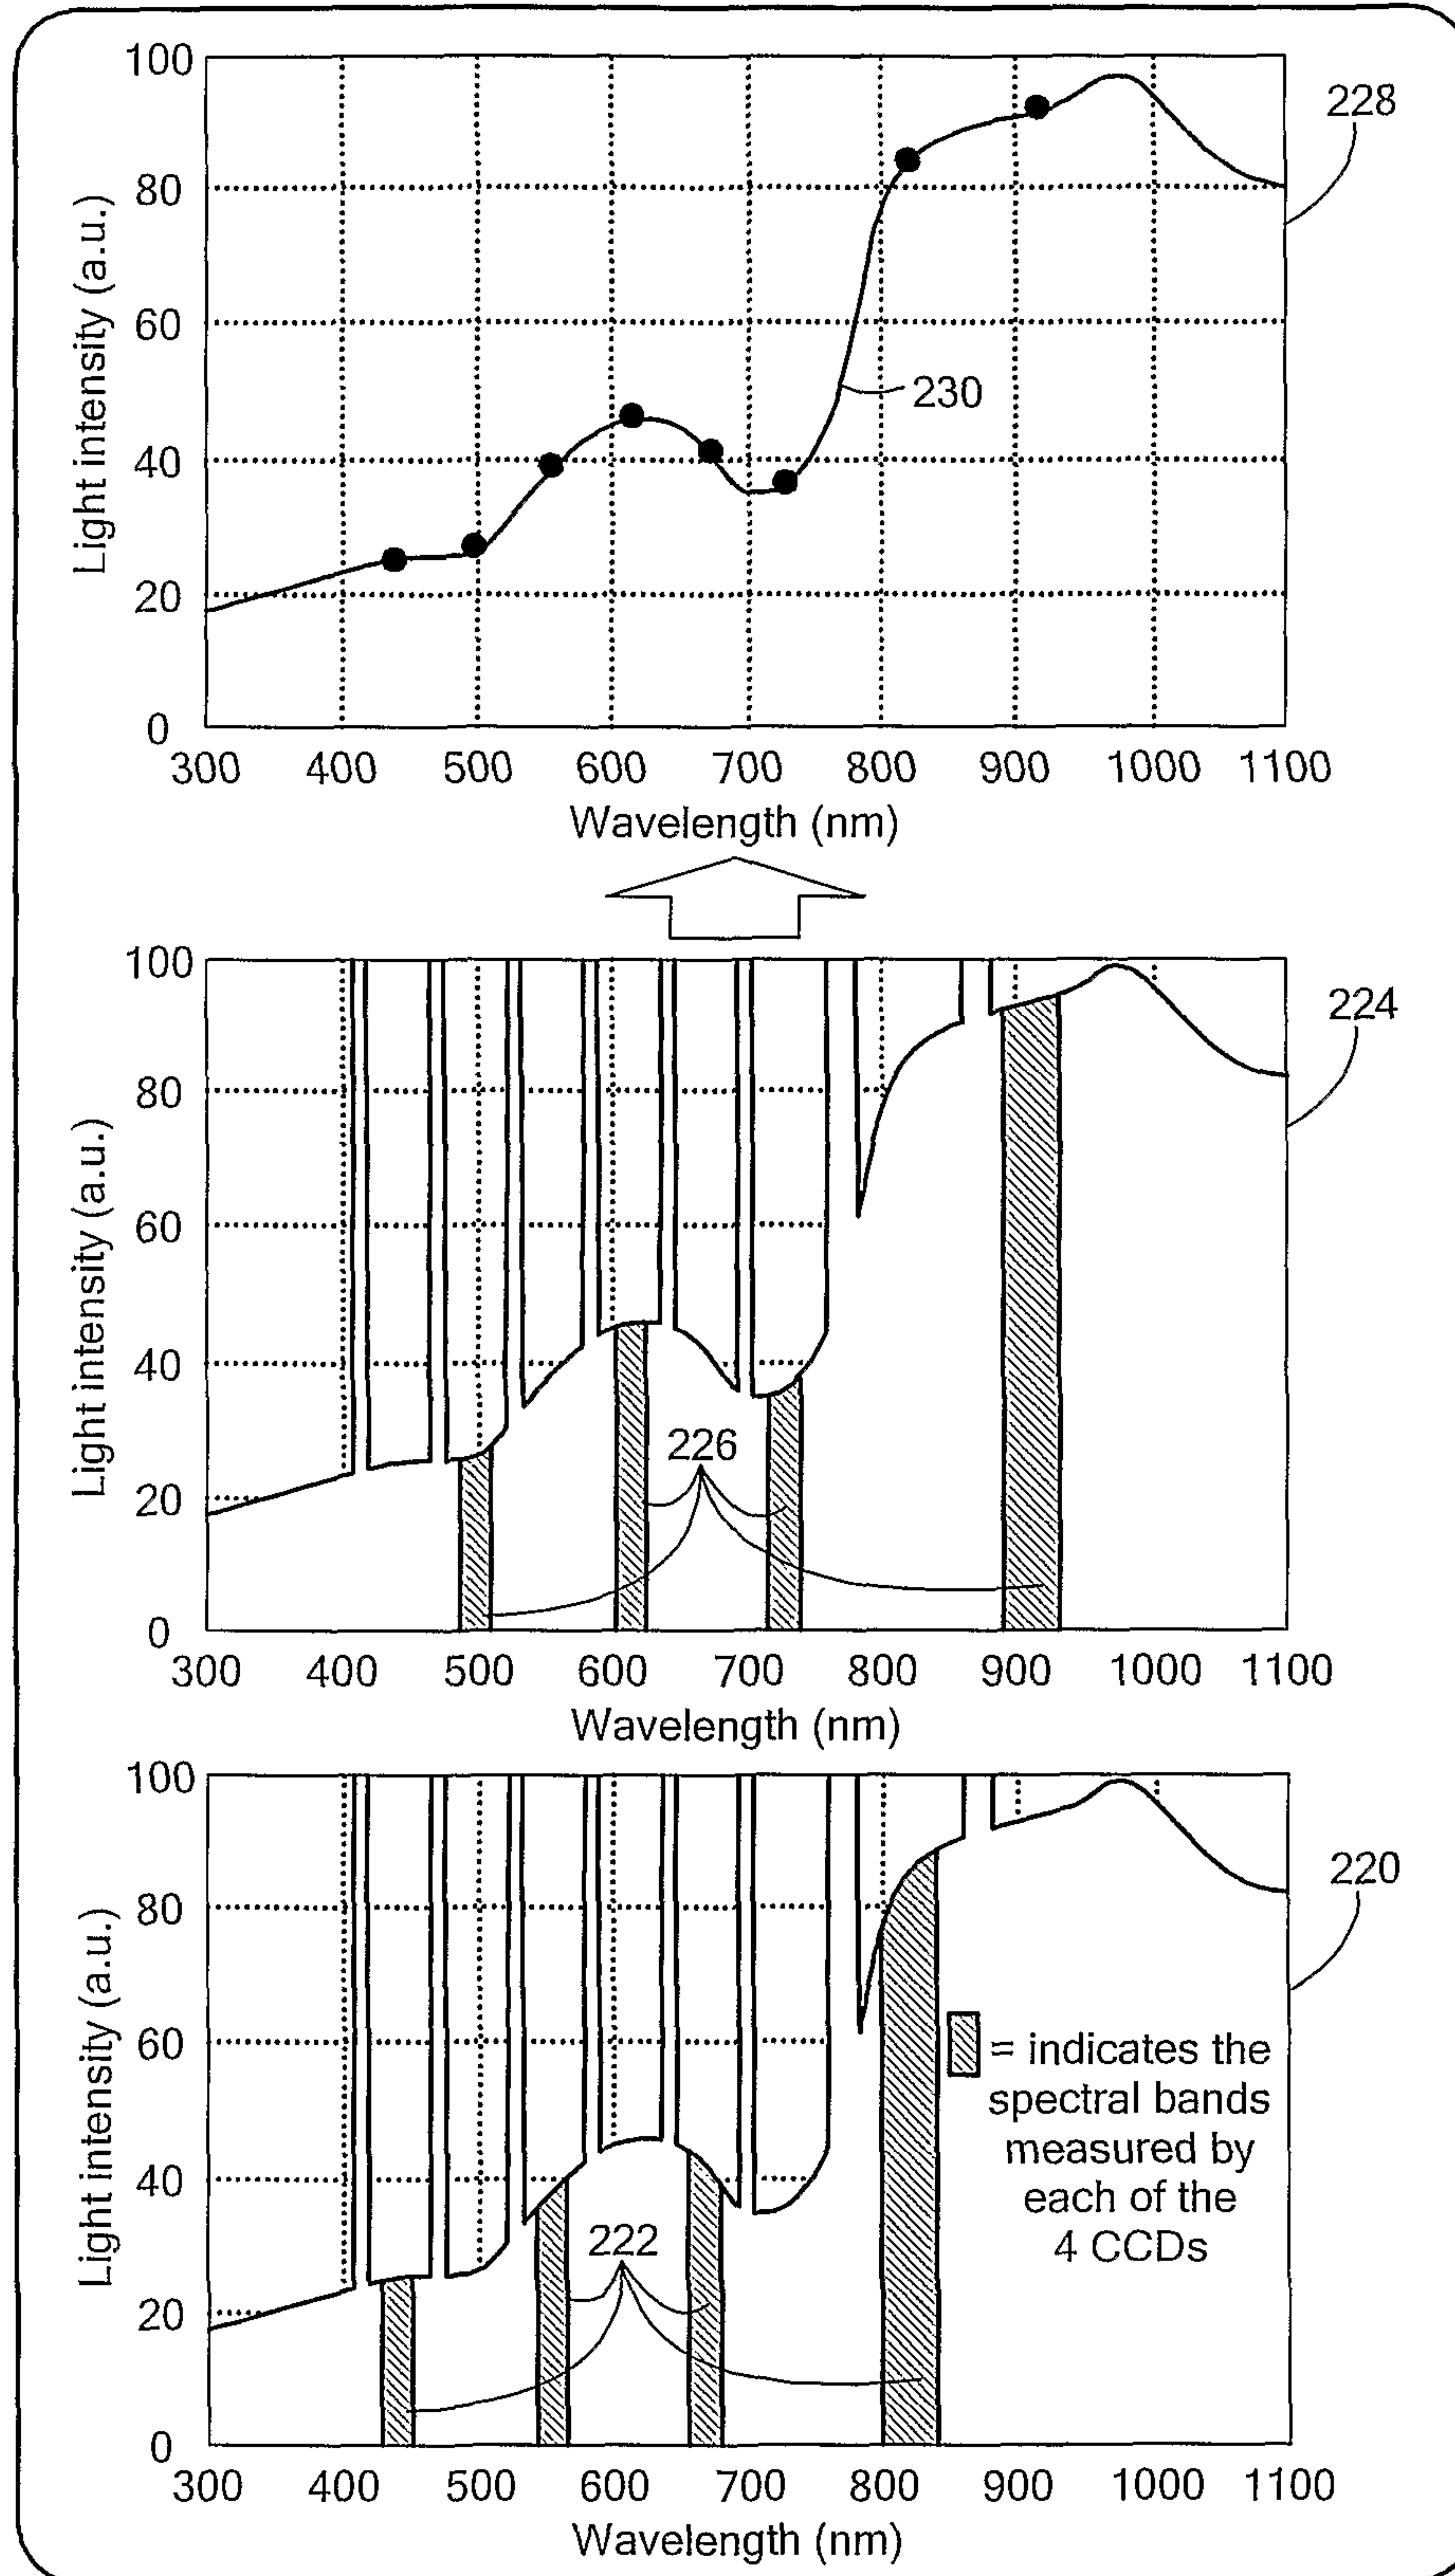 100
80
60
40
20
0
Light intensity (a.u.)
228
230
300 400 500 600 700 800 900 1000 1100
Wavelength (nm)
100
80
60
40
20
0
Light intensity (a.u.)
224
226
300 400 500 600 700 800 900 1000 1100
Wavelength (nm)
100
80
60
40
20
0
Light intensity (a.u.)
220
222
= indicates the
spectral bands
measured by
each of the
4 CCDs
300 400 500 600 700 800 900 1000 1100
Wavelength (nm)